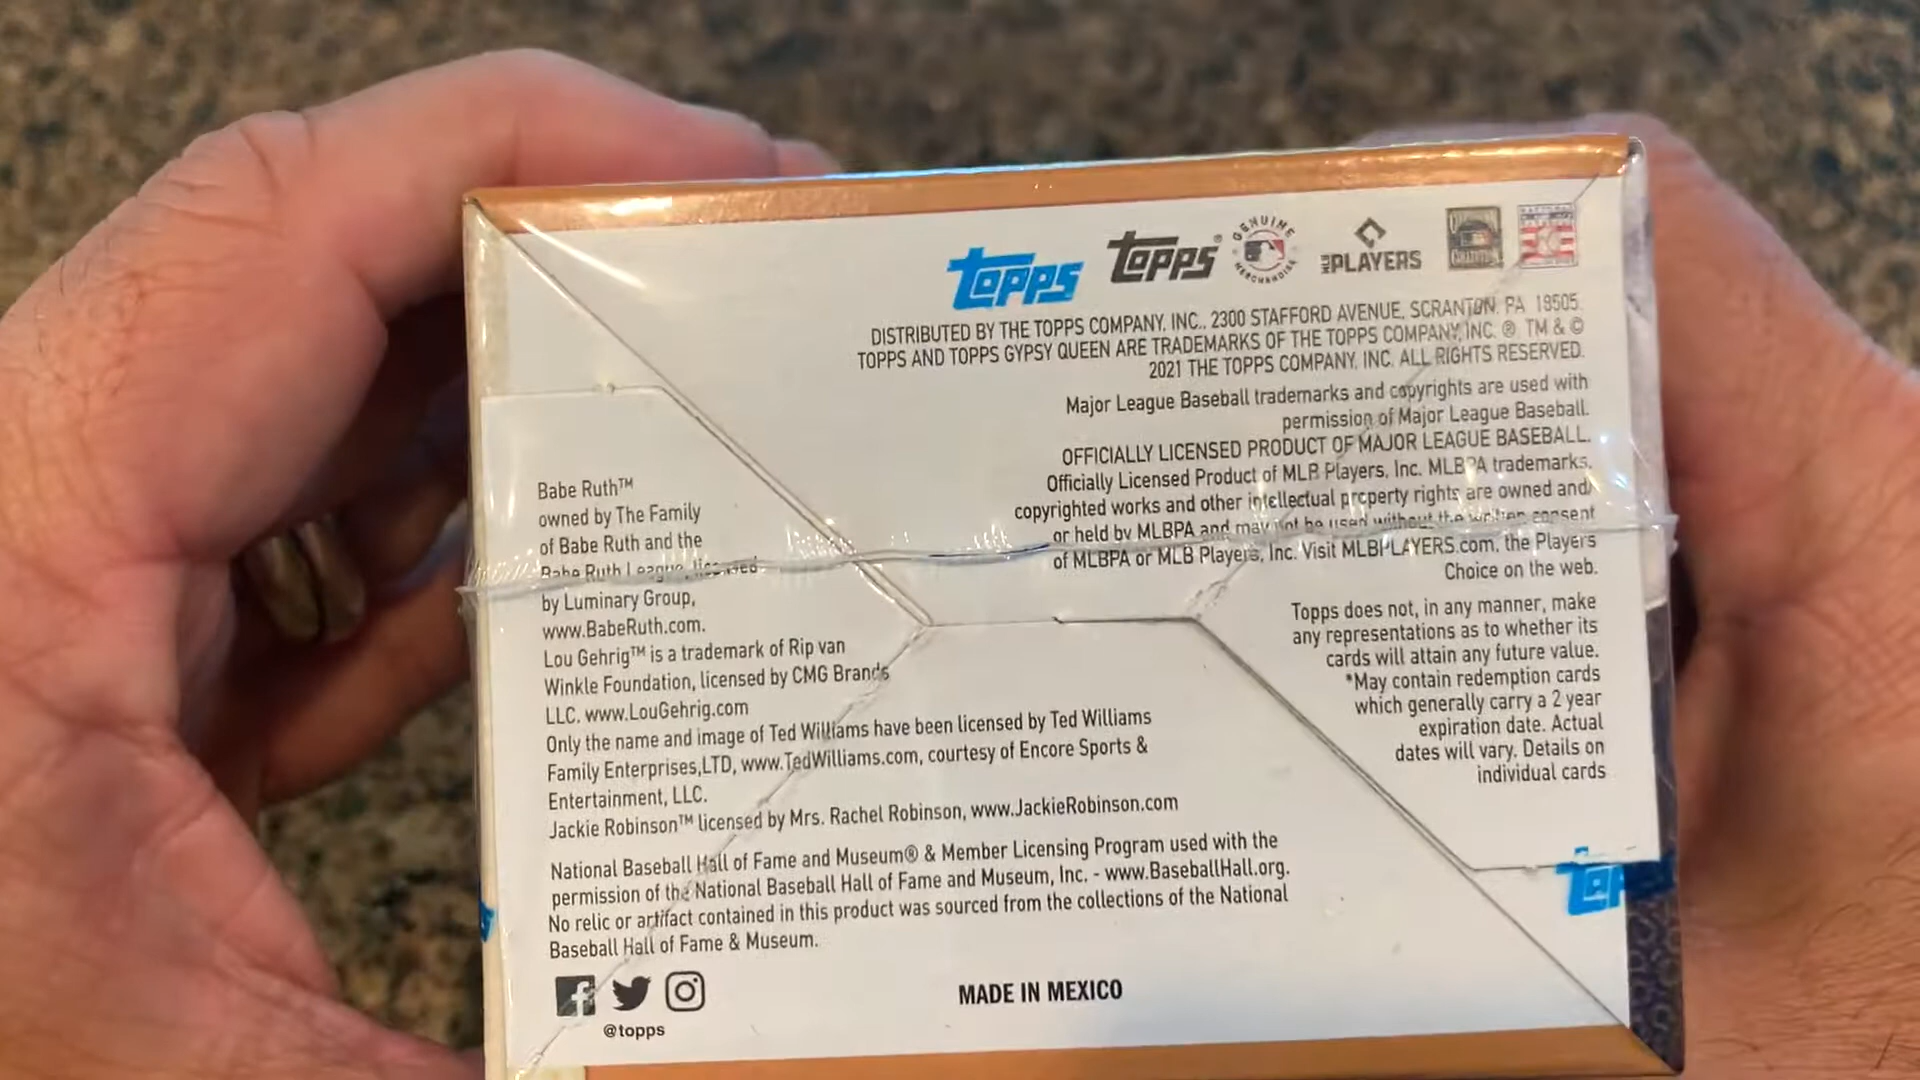 topps topps® GENUINE MERCHANDISE MLB PLAYERS
DISTRIBUTED BY THE TOPPS COMPANY, INC., 2300 STAFFORD AVENUE, SCRANTON, PA 18505.
TOPPS AND TOPPS GYPSY QUEEN ARE TRADEMARKS OF THE TOPPS COMPANY, INC. ® TM & ©
2021 THE TOPPS COMPANY, INC. ALL RIGHTS RESERVED.
Major League Baseball trademarks and copyrights are used with
permission of Major League Baseball.
OFFICIALLY LICENSED PRODUCT OF MAJOR LEAGUE BASEBALL.
Officially Licensed Product of MLB Players, Inc. MLBPA trademarks,
copyrighted works and other intellectual property rights are owned and/
or held by MLBPA and may not be used without the written consent
of MLBPA or MLB Players, Inc. Visit MLBPLAYERS.com, the Players
Choice on the web.
Topps does not, in any manner, make
any representations as to whether its
cards will attain any future value.
*May contain redemption cards
which generally carry a 2 year
expiration date. Actual
dates will vary. Details on
individual cards
Babe Ruth™
owned by The Family
of Babe Ruth and the
Babe Ruth League, licensed
by Luminary Group,
www.BabeRuth.com.
Lou Gehrig™ is a trademark of Rip van
Winkle Foundation, licensed by CMG Brands
LLC. www.LouGehrig.com
Only the name and image of Ted Williams have been licensed by Ted Williams
Family Enterprises,LTD, www.TedWilliams.com, courtesy of Encore Sports &
Entertainment, LLC.
Jackie Robinson™ licensed by Mrs. Rachel Robinson, www.JackieRobinson.com
National Baseball Hall of Fame and Museum® & Member Licensing Program used with the
permission of the National Baseball Hall of Fame and Museum, Inc. - www.BaseballHall.org.
No relic or artifact contained in this product was sourced from the collections of the National
Baseball Hall of Fame & Museum.
@topps
MADE IN MEXICO